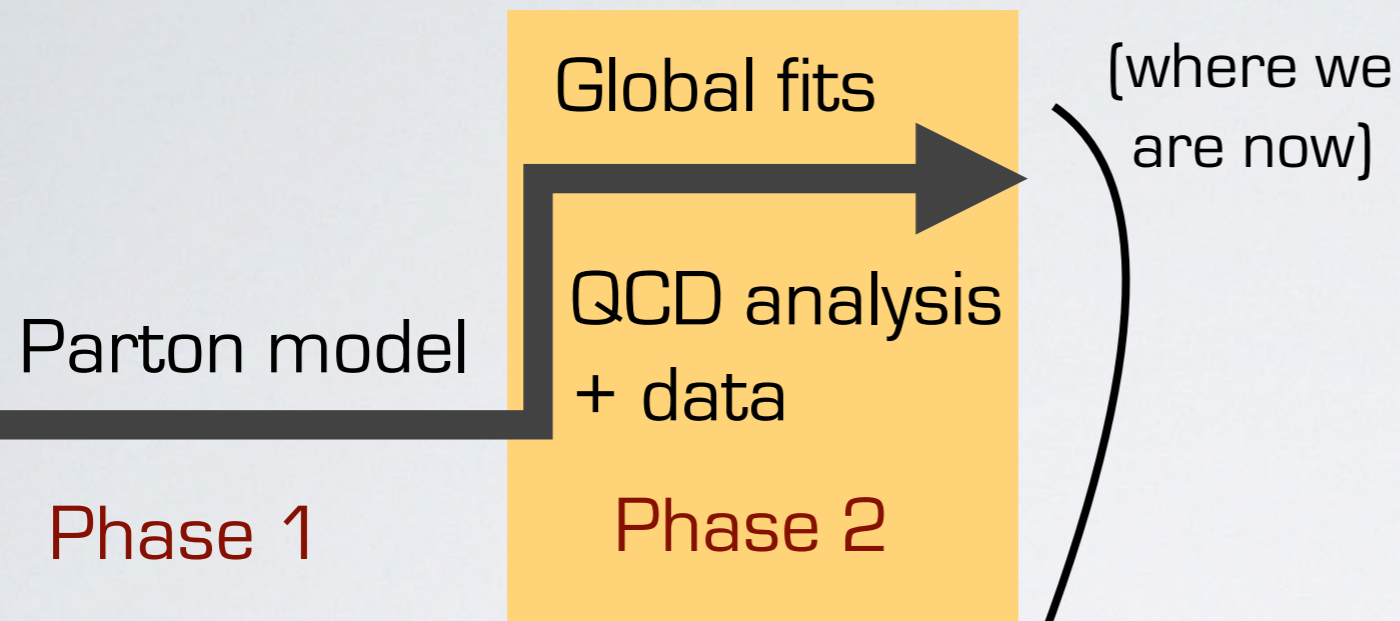 Global fits
(where we
are now)
Parton model
QCD analysis
+ data
Phase 1
Phase 2